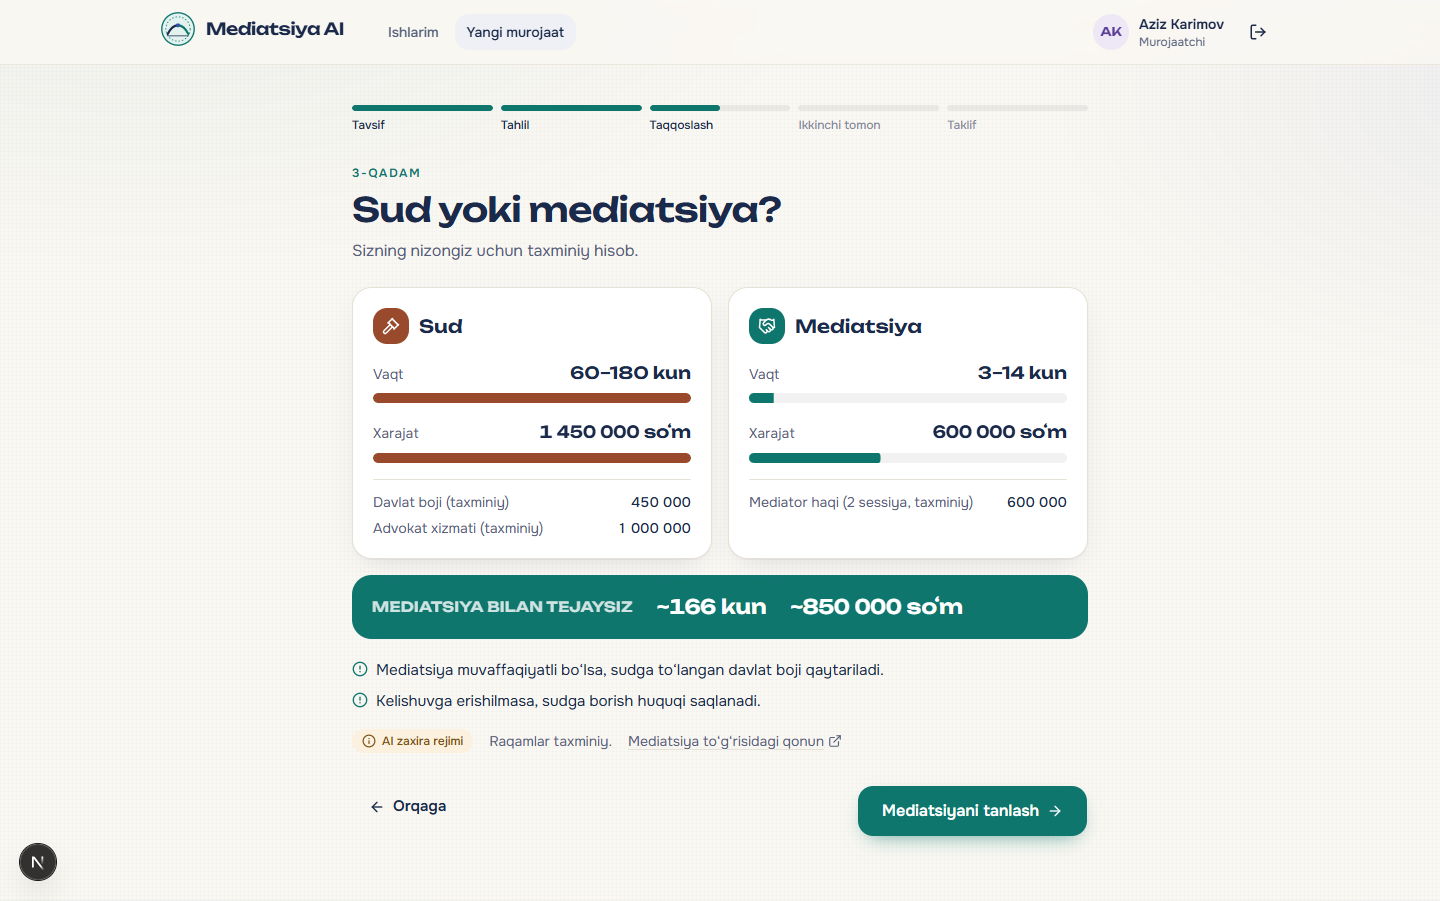 Mediatsiya AI
Ishlarim
Yangi murojaat
AK
Aziz Karimov
Murojaatchi
Tavsif
Tahlil
Taqqoslash
Ikkinchi tomon
Taklif
3-QADAM
Sud yoki mediatsiya?
Sizning nizongiz uchun taxminiy hisob.
Sud
Vaqt 60–180 kun
Xarajat 1 450 000 so‘m
Davlat boji (taxminiy) 450 000
Advokat xizmati (taxminiy) 1 000 000
Mediatsiya
Vaqt 3–14 kun
Xarajat 600 000 so‘m
Mediator haqi (2 sessiya, taxminiy) 600 000
MEDIATSIYA BILAN TEJAYSIZ ~166 kun ~850 000 so‘m
Mediatsiya muvaffaqiyatli bo‘lsa, sudga to‘langan davlat boji qaytariladi.
Kelishuvga erishilmasa, sudga borish huquqi saqlanadi.
AI zaxira rejimi Raqamlar taxminiy. Mediatsiya to‘g‘risidagi qonun
Orqaga
Mediatsiyani tanlash
N